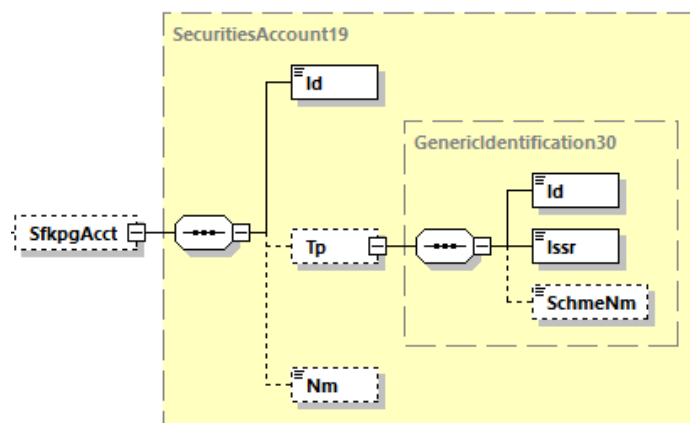 SecuritiesAccount19
Id
GenericIdentification30
Id
SfkpgAcct
Tp
Issr
SchmeNm
Nm